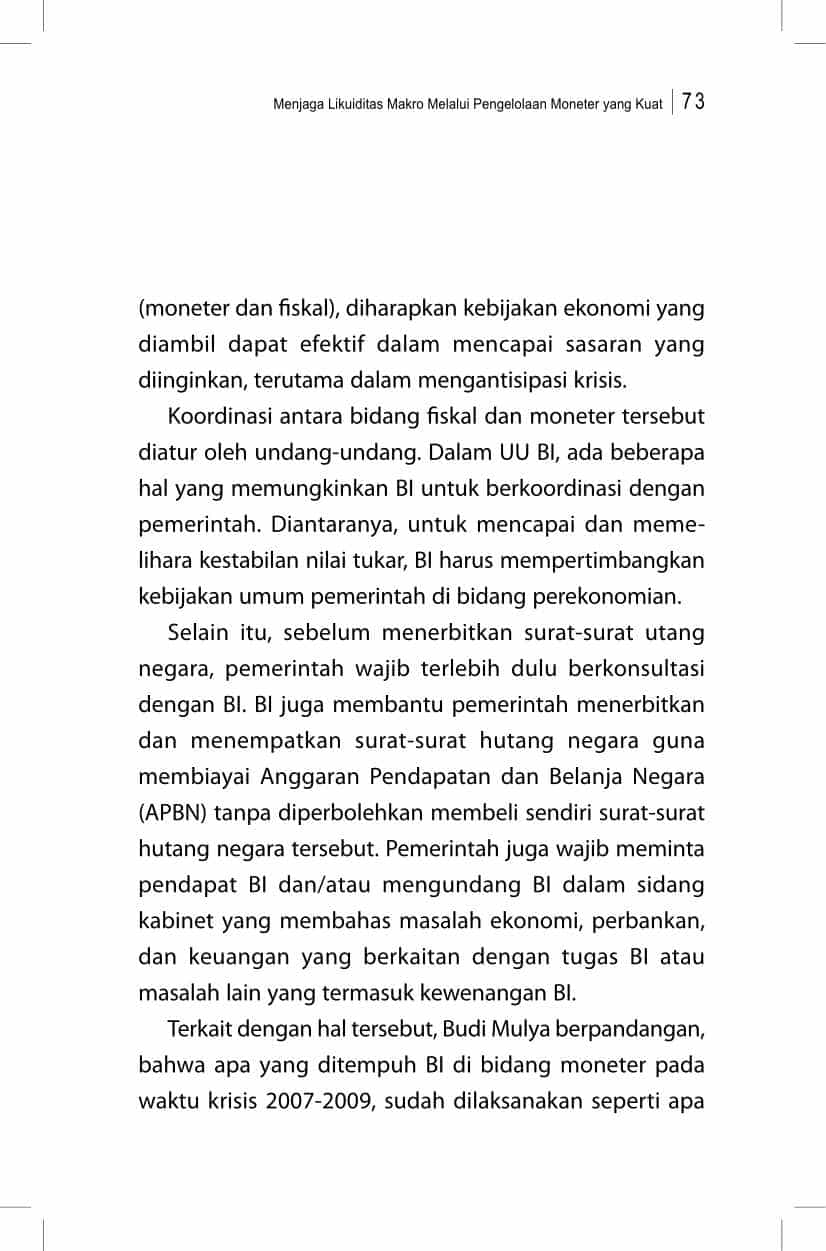 Menjaga Likuiditas Makro Melalui Pengelolaan Moneter yang Kuat 73
(moneter dan fiskal), diharapkan kebijakan ekonomi yang
diambil dapat efektif dalam mencapai sasaran yang
diinginkan, terutama dalam mengantisipasi krisis.
Koordinasi antara bidang fiskal dan moneter tersebut
diatur oleh undang-undang. Dalam UU BI, ada beberapa
hal yang memungkinkan BI untuk berkoordinasi dengan
pemerintah. Diantaranya, untuk mencapai dan meme-
lihara kestabilan nilai tukar, BI harus mempertimbangkan
kebijakan umum pemerintah di bidang perekonomian.
Selain itu, sebelum menerbitkan surat-surat utang
negara, pemerintah wajib terlebih dulu berkonsultasi
dengan BI. BI juga membantu pemerintah menerbitkan
dan menempatkan surat-surat hutang negara guna
membiayai Anggaran Pendapatan dan Belanja Negara
(APBN) tanpa diperbolehkan membeli sendiri surat-surat
hutang negara tersebut. Pemerintah juga wajib meminta
pendapat BI dan/atau mengundang BI dalam sidang
kabinet yang membahas masalah ekonomi, perbankan,
dan keuangan yang berkaitan dengan tugas BI atau
masalah lain yang termasuk kewenangan BI.
Terkait dengan hal tersebut, Budi Mulya berpandangan,
bahwa apa yang ditempuh BI di bidang moneter pada
waktu krisis 2007-2009, sudah dilaksanakan seperti apa